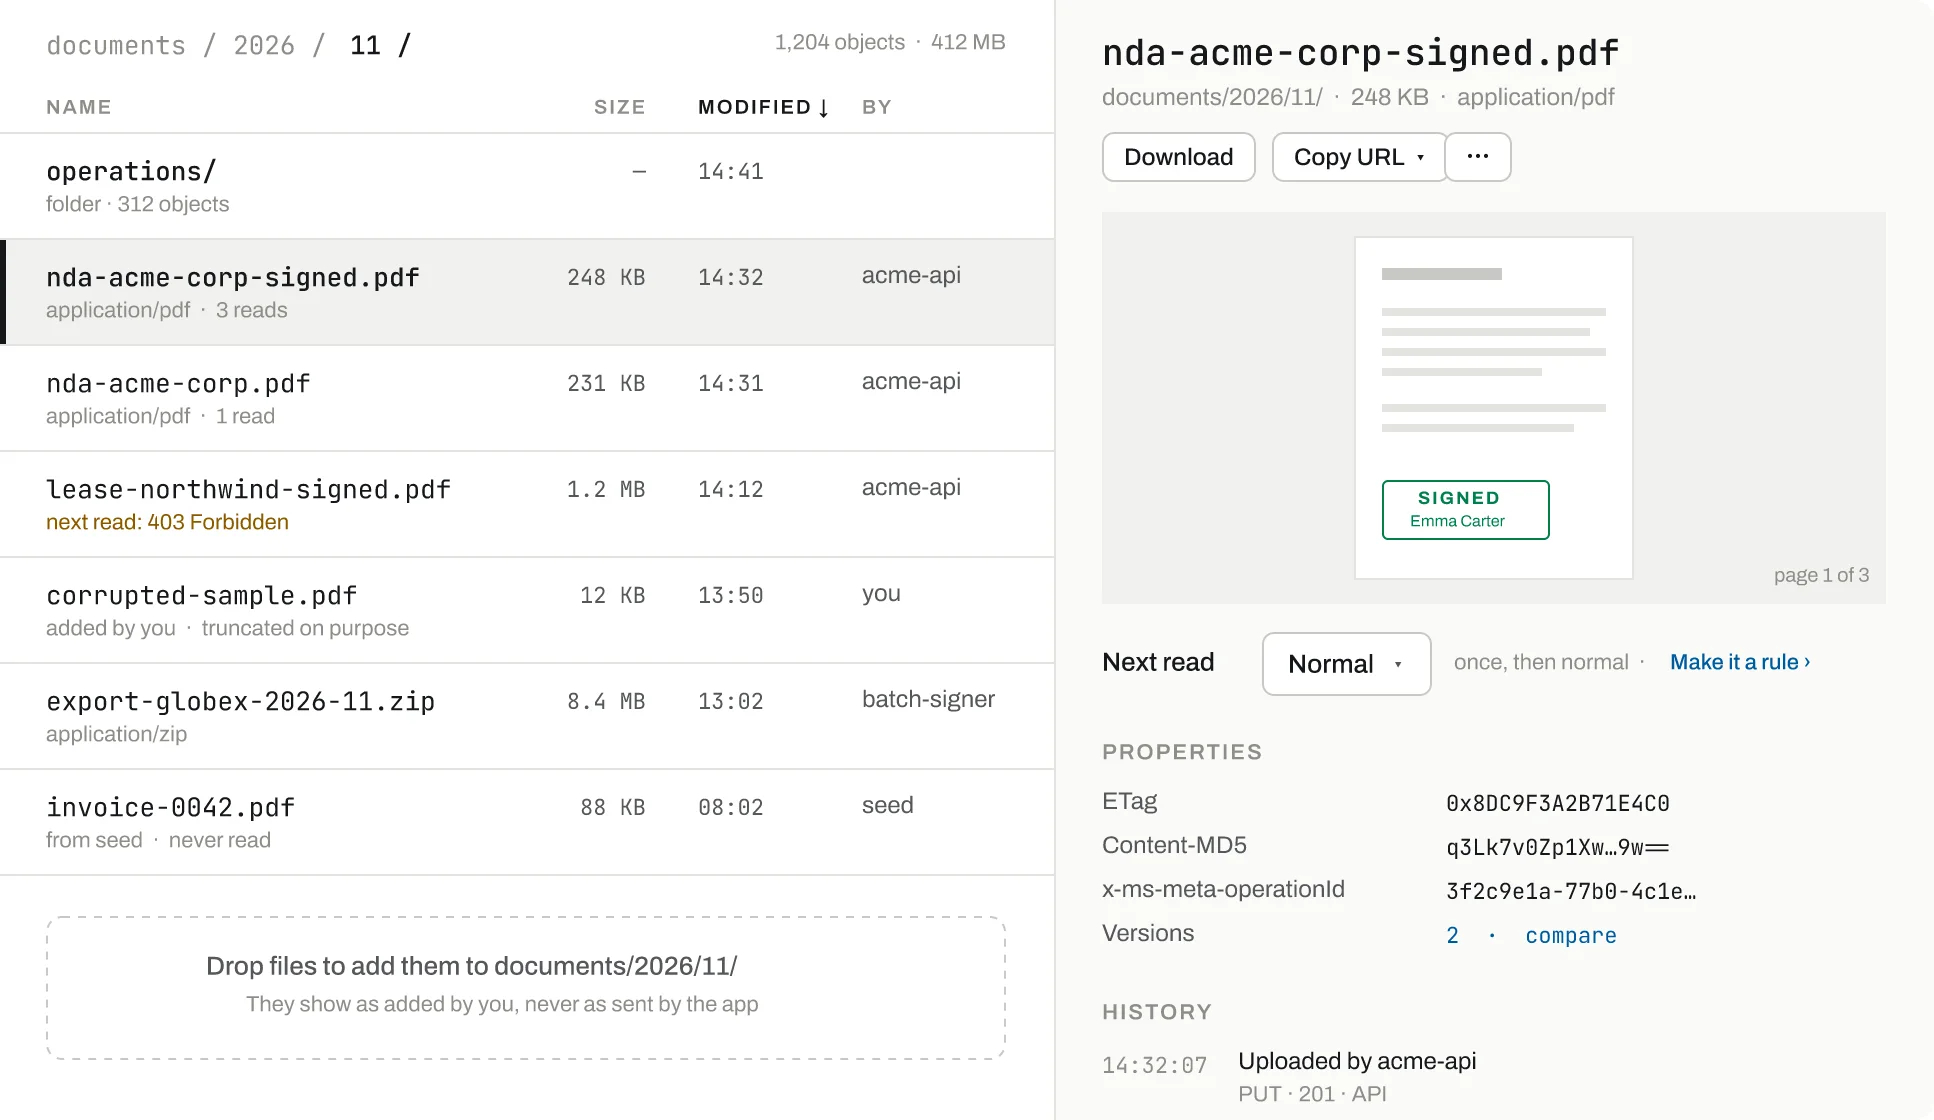 documents / 2026 / 11 /
1,204 objects · 412 MB
NAME SIZE MODIFIED ↓ BY
operations/ – 14:41
folder · 312 objects
nda-acme-corp-signed.pdf 248 KB 14:32 acme-api
application/pdf · 3 reads
nda-acme-corp.pdf 231 KB 14:31 acme-api
application/pdf · 1 read
lease-northwind-signed.pdf 1.2 MB 14:12 acme-api
next read: 403 Forbidden
corrupted-sample.pdf 12 KB 13:50 you
added by you · truncated on purpose
export-globex-2026-11.zip 8.4 MB 13:02 batch-signer
application/zip
invoice-0042.pdf 88 KB 08:02 seed
from seed · never read
Drop files to add them to documents/2026/11/
They show as added by you, never as sent by the app
nda-acme-corp-signed.pdf
documents/2026/11/ · 248 KB · application/pdf
Download Copy URL ▾ ···
SIGNED
Emma Carter
page 1 of 3
Next read Normal ▾ once, then normal · Make it a rule ›
PROPERTIES
ETag 0x8DC9F3A2B71E4C0
Content-MD5 q3Lk7v0Zp1Xw…9w==
x-ms-meta-operationId 3f2c9e1a-77b0-4c1e…
Versions 2 · compare
HISTORY
14:32:07 Uploaded by acme-api
PUT · 201 · API